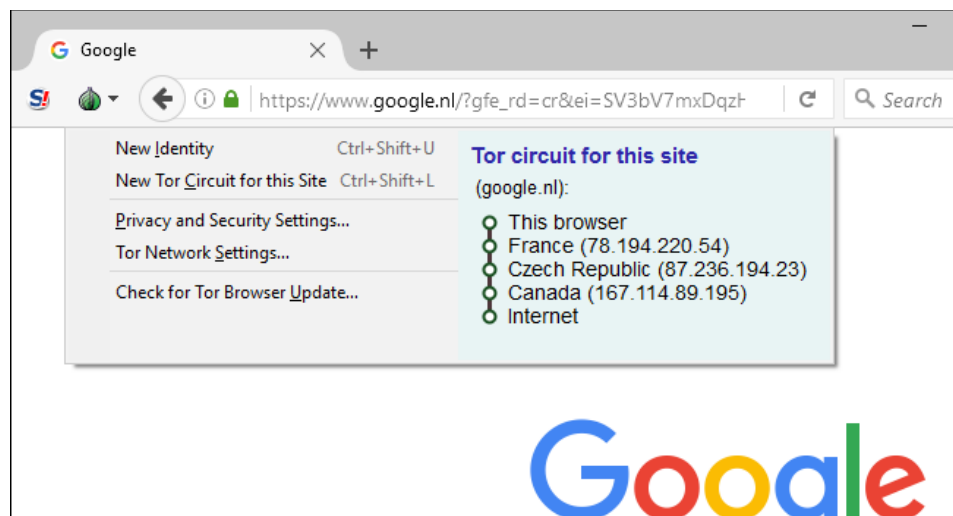 Google
S!
https://www.google.nl/?gfe_rd=cr&ei=SV3bV7mxDqzH
Search
New Identity Ctrl+Shift+U
New Tor Circuit for this Site Ctrl+Shift+L
Privacy and Security Settings...
Tor Network Settings...
Check for Tor Browser Update...
Tor circuit for this site
(google.nl):
This browser
France (78.194.220.54)
Czech Republic (87.236.194.23)
Canada (167.114.89.195)
Internet
Google